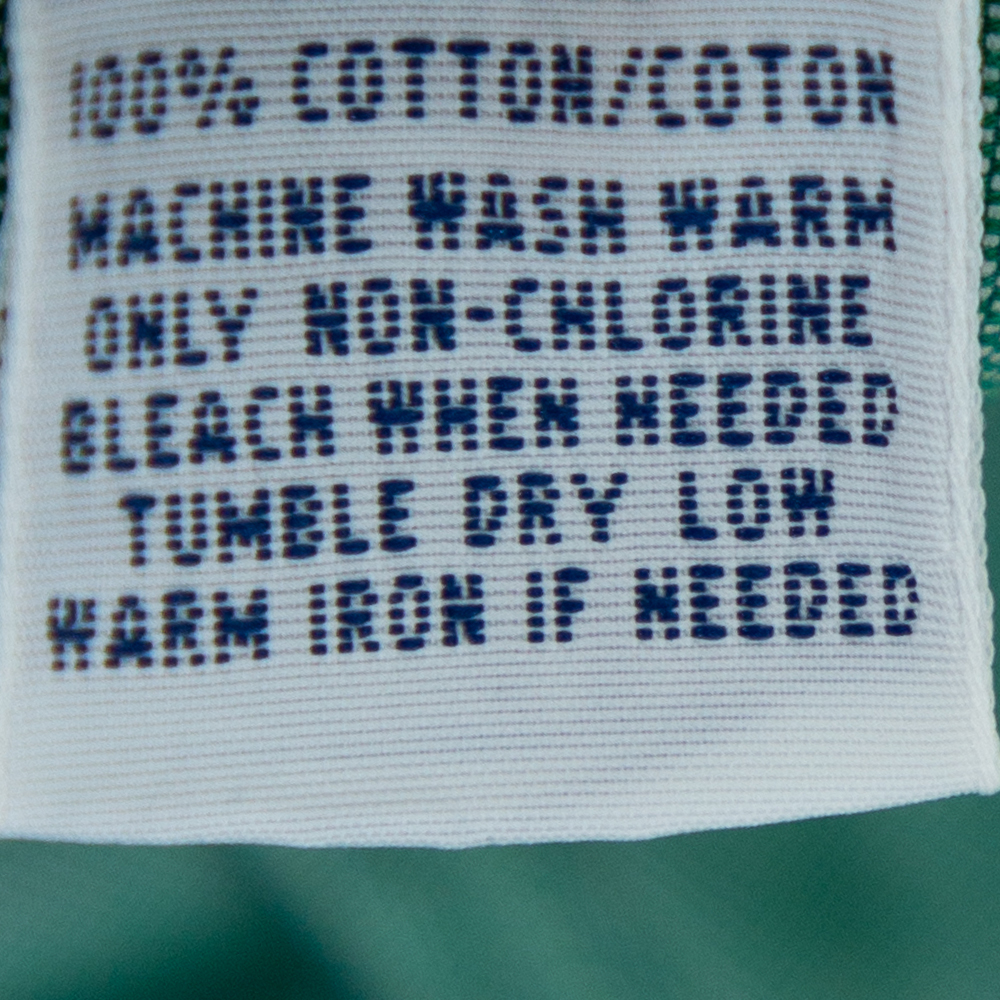 100% COTTON/COTON
MACHINE WASH WARM
ONLY NON-CHLORINE
BLEACH WHEN NEEDED
TUMBLE DRY LOW
WARM IRON IF NEEDED